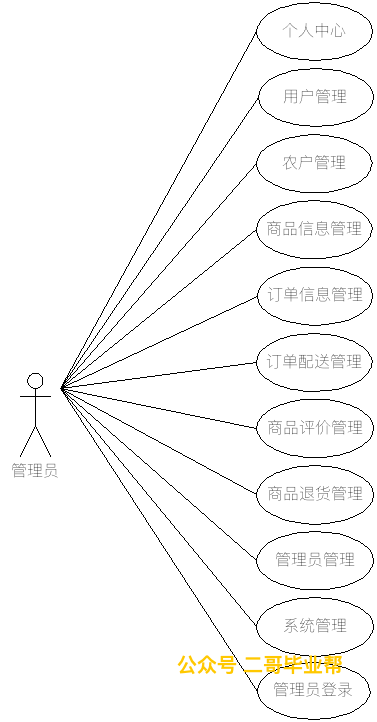 个人中心
用户管理
农户管理
商品信息管理
订单信息管理
订单配送管理
商品评价管理
管理员
商品退货管理
管理员管理
系统管理
公众号 二哥毕业帮
管理员登录